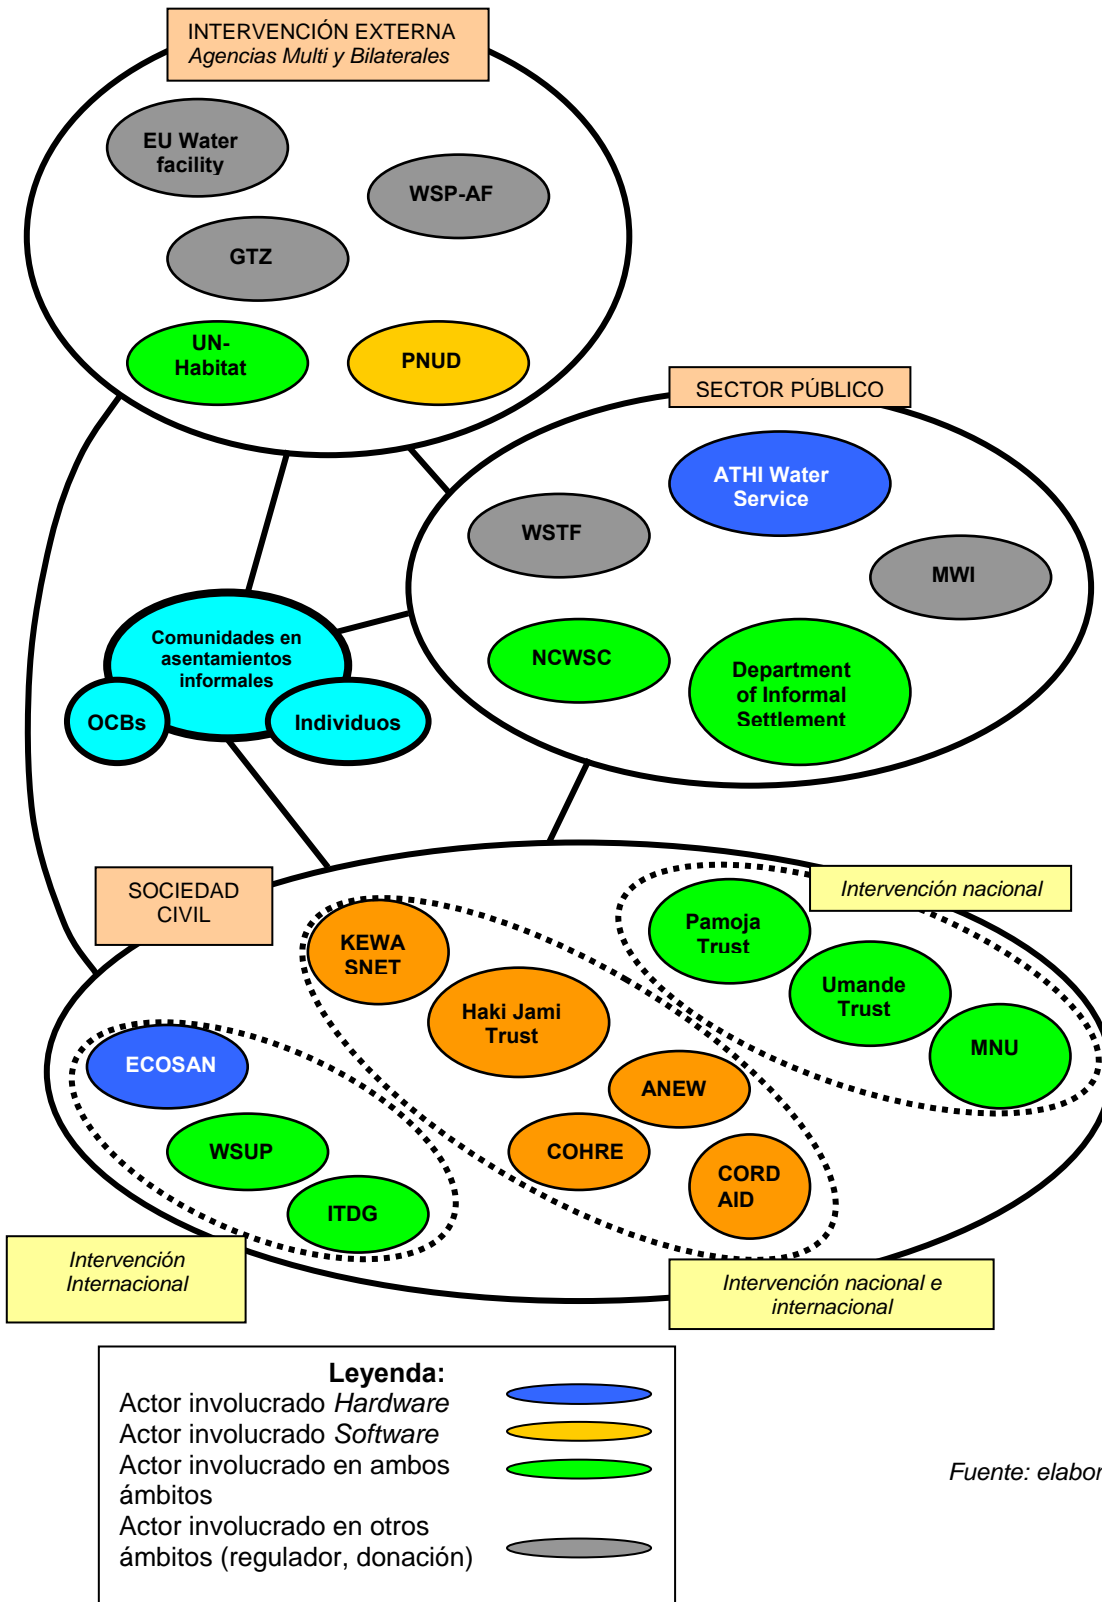 INTERVENCIÓN EXTERNA
Agencias Multi y Bilaterales
EU Water
facility
WSP-AF
GTZ
UN-
Habitat
PNUD
SECTOR PÚBLICO
ATHI Water
Service
WSTF
MWI
NCWSC
Department
of Informal
Settlement
Comunidades en
asentamientos
informales
OCBs
Individuos
SOCIEDAD
CIVIL
Intervención nacional
KEWA
SNET
Haki Jami
Trust
Pamoja
Trust
Umande
Trust
MNU
ECOSAN
WSUP
ITDG
ANEW
COHRE
CORD
AID
Intervención
Internacional
Intervención nacional e
internacional
Leyenda:
Actor involucrado Hardware
Actor involucrado Software
Actor involucrado en ambos
ámbitos
Actor involucrado en otros
ámbitos (regulador, donación)
Fuente: elabor